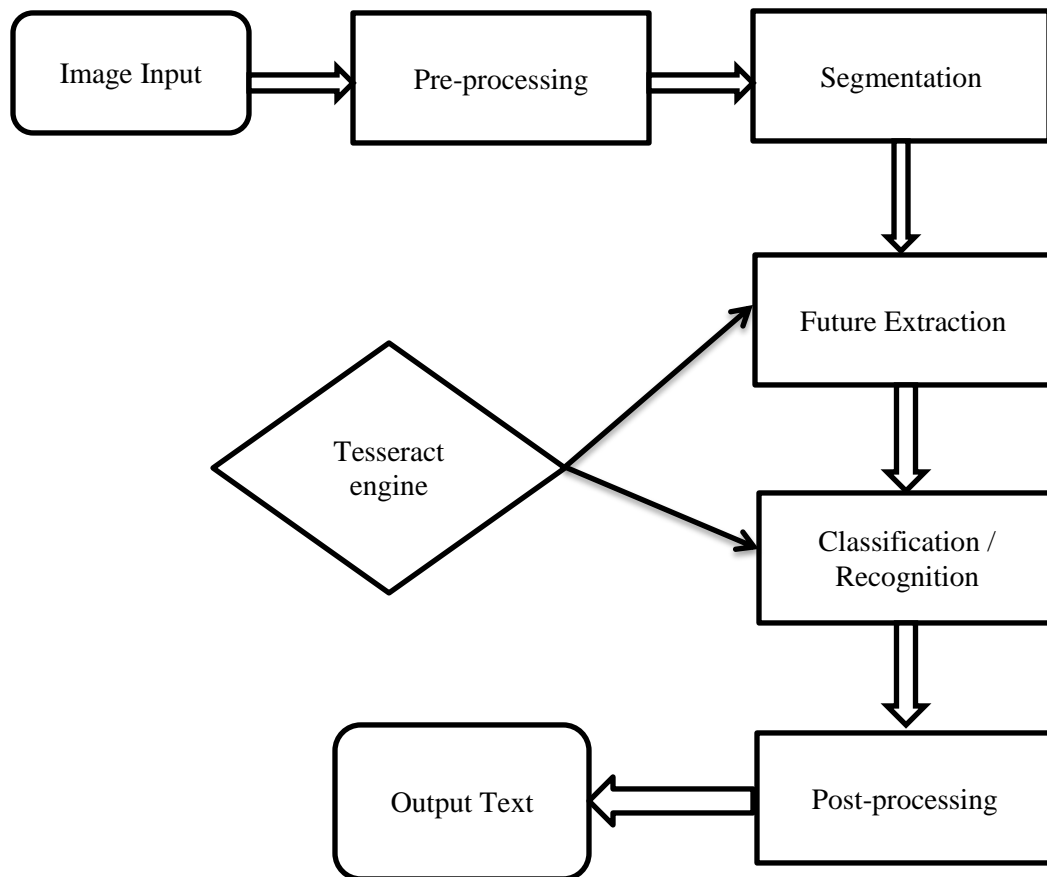 Image Input
Pre-processing
Segmentation
Future Extraction
Tesseract
engine
Classification /
Recognition
Output Text
Post-processing